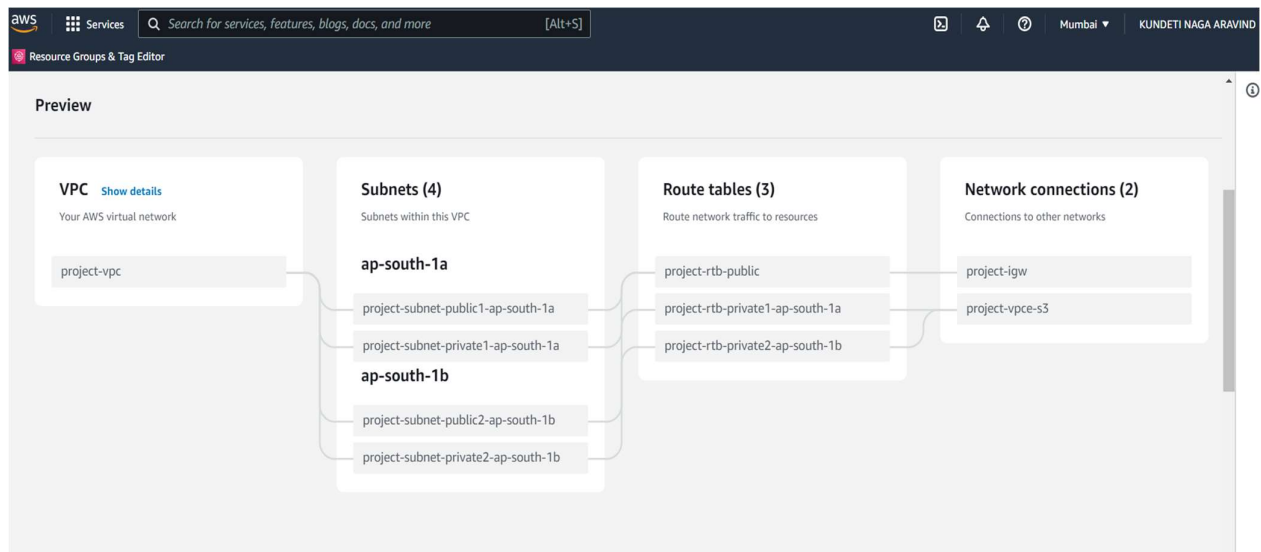 aws
Services
Search for services, features, blogs, docs, and more [Alt+S]
Mumbai ▼
KUNDETI NAGA ARAVIND
Resource Groups & Tag Editor
Preview
VPC Show details
Your AWS virtual network
project-vpc
Subnets (4)
Subnets within this VPC
ap-south-1a
project-subnet-public1-ap-south-1a
project-subnet-private1-ap-south-1a
ap-south-1b
project-subnet-public2-ap-south-1b
project-subnet-private2-ap-south-1b
Route tables (3)
Route network traffic to resources
project-rtb-public
project-rtb-private1-ap-south-1a
project-rtb-private2-ap-south-1b
Network connections (2)
Connections to other networks
project-igw
project-vpce-s3